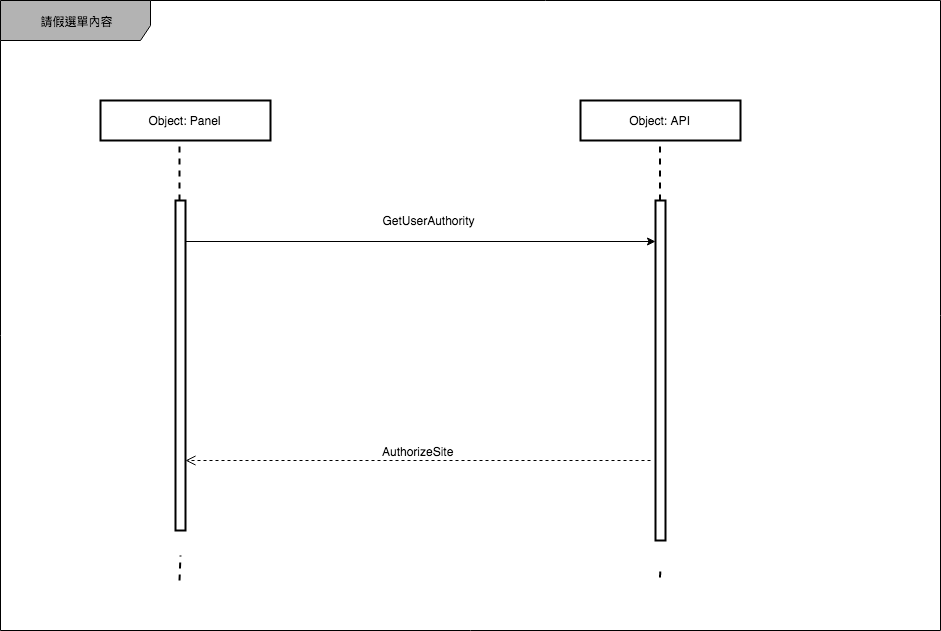 請假選單內容
Object: Panel
Object: API
GetUserAuthority
AuthorizeSite